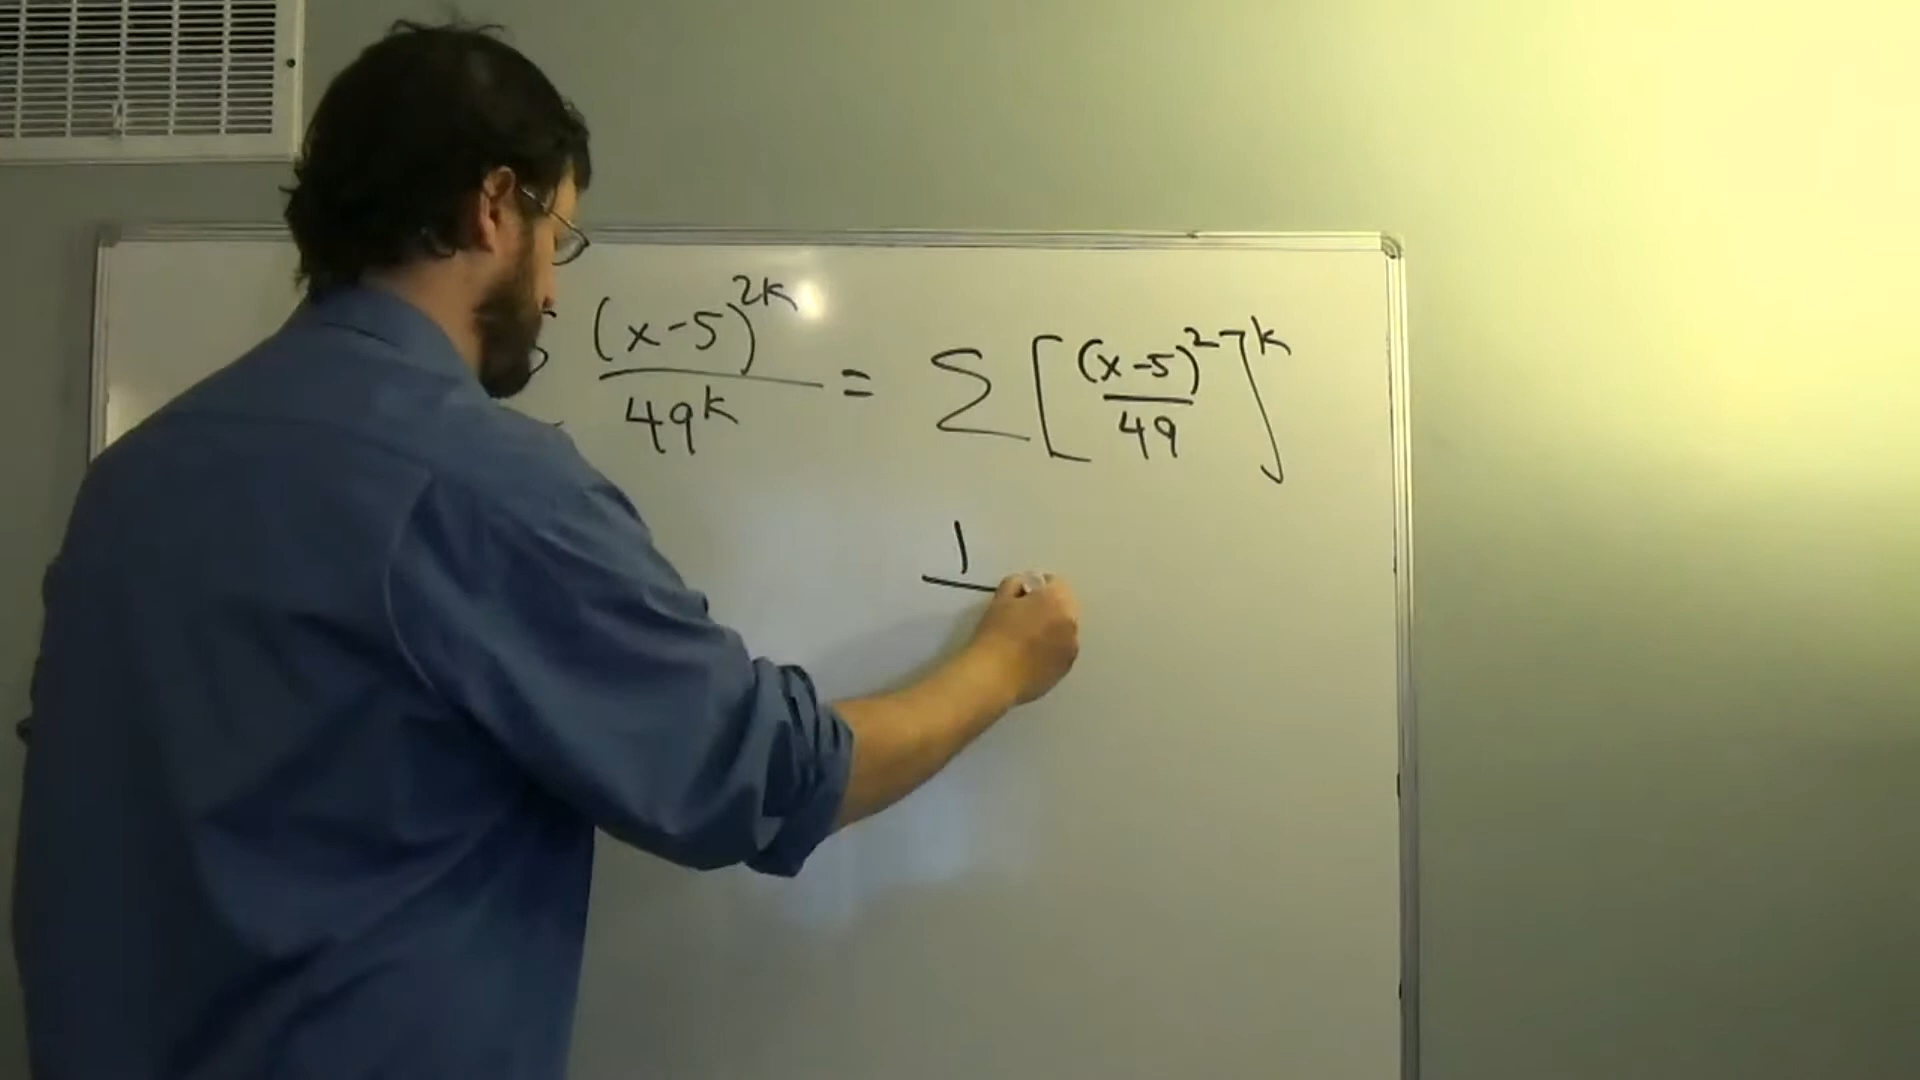 (x-5)^2k / 49^k = Σ [(x-5)^2 / 49]^k
1